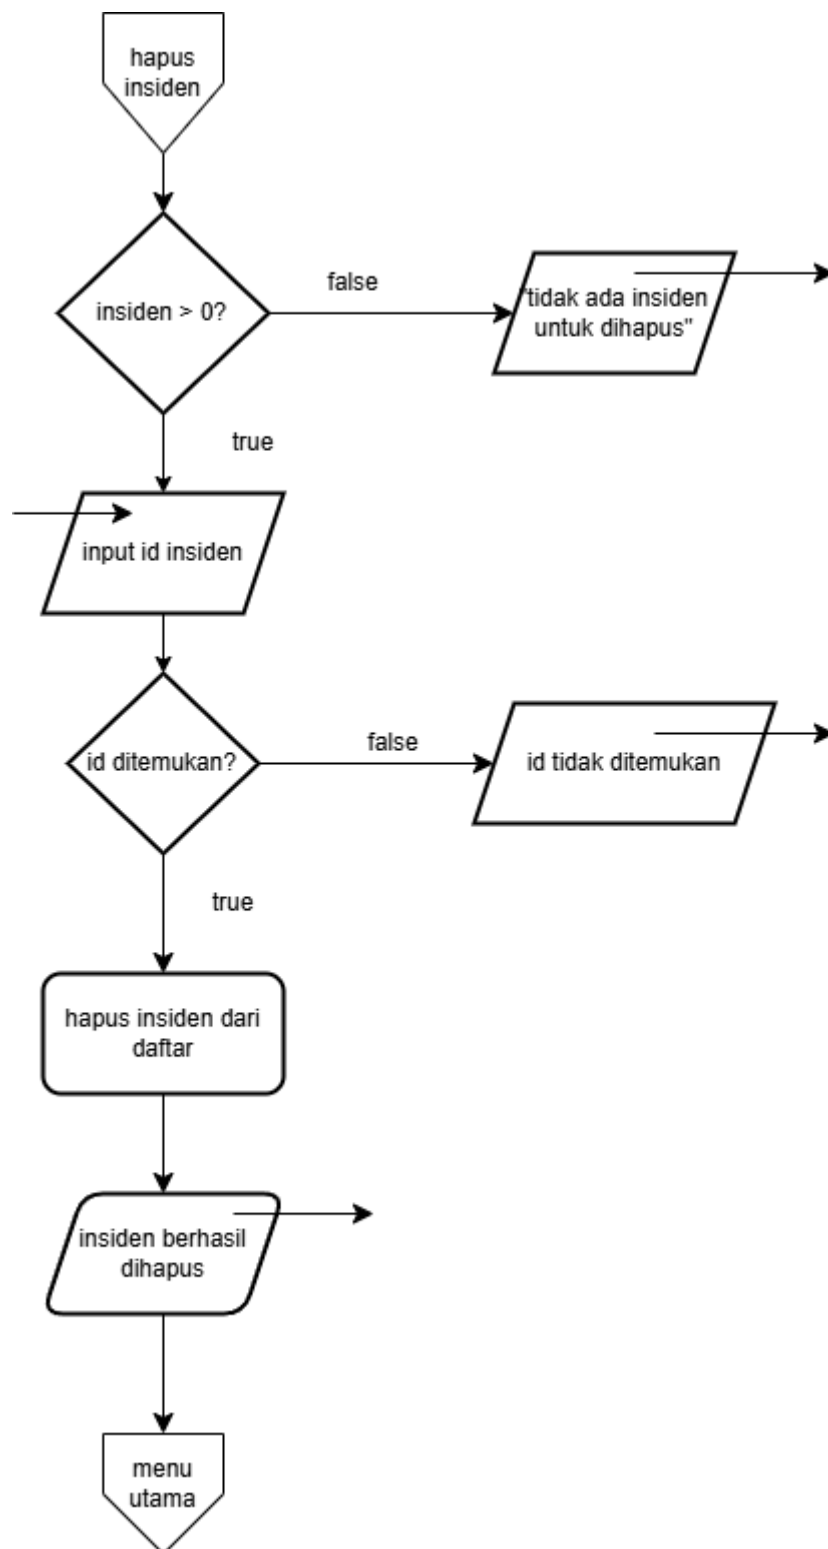 hapus
insiden
insiden > 0?
false
"tidak ada insiden
untuk dihapus"
true
input id insiden
id ditemukan?
false
id tidak ditemukan
true
hapus insiden dari
daftar
insiden berhasil
dihapus
menu
utama